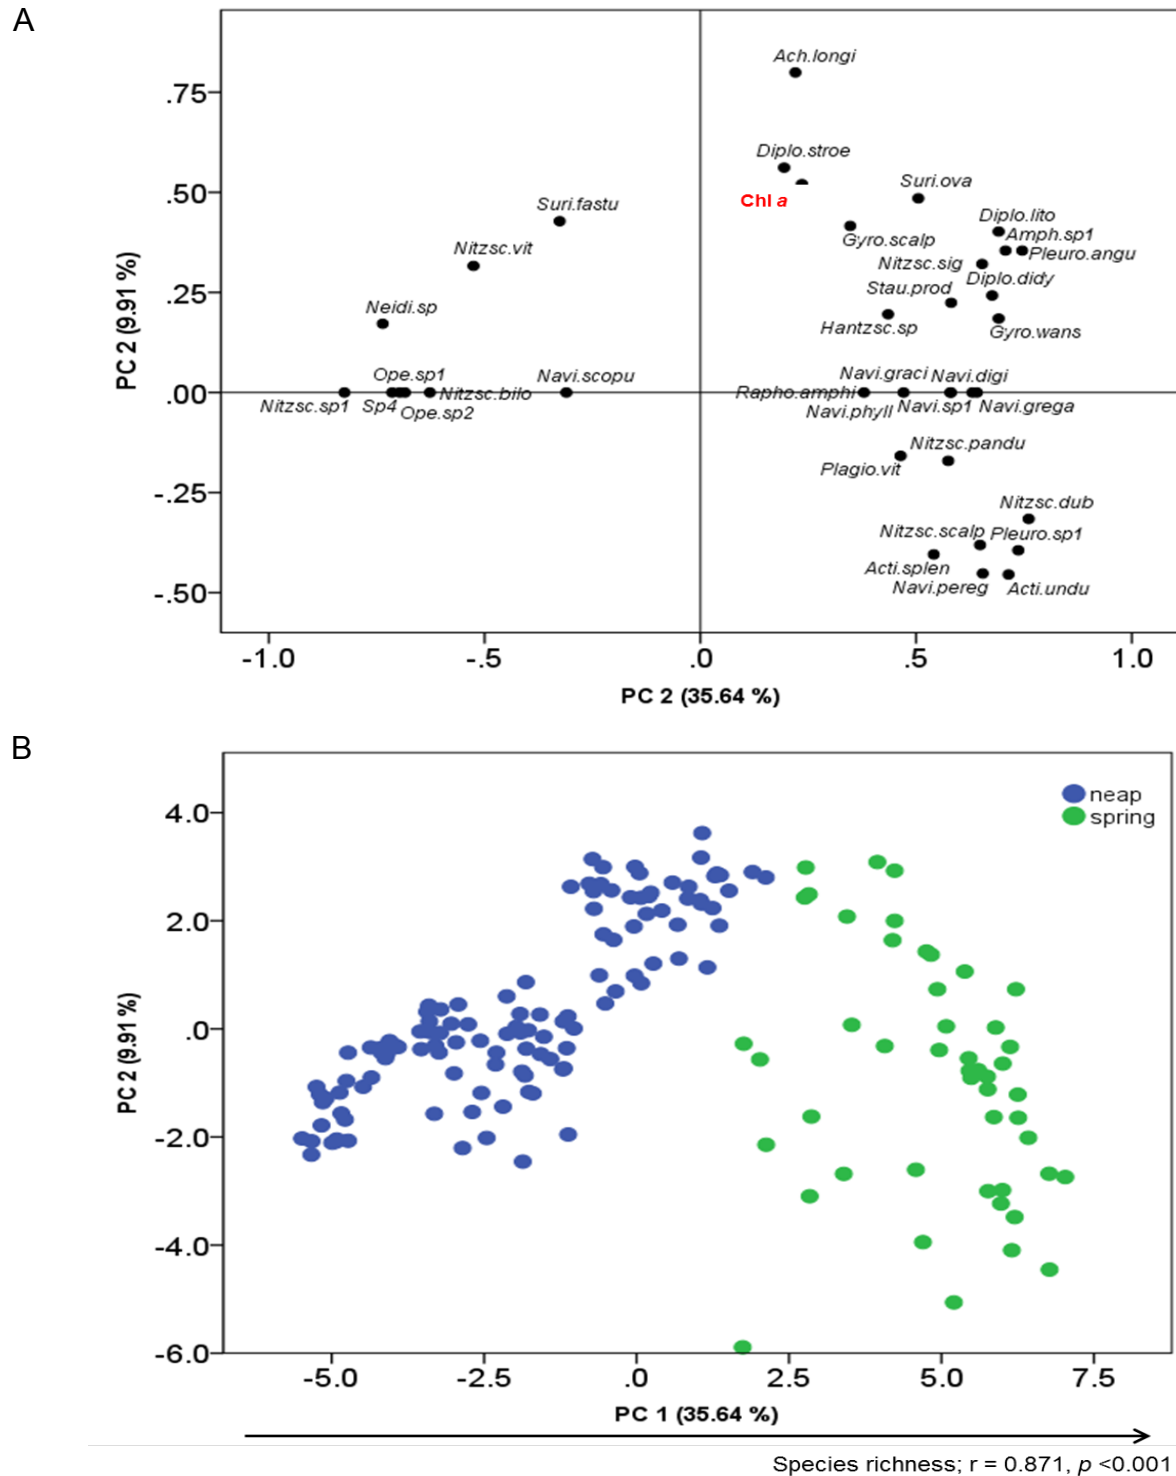 A
Ach.longi
.75
Diplo.stroe
.50
Suri.ova
Chl a
Suri.fastu
Diplo.lito
Amph.sp1
Gyro.scalp
Pleuro.angu
Nitzsc.vit
Nitzsc.sig
.25
Diplo.didy
Stau.prod
Neidi.sp
Hantzsc.sp
Gyro.wans
PC 2 (9.91 %)
Ope.sp1
Navi.scopu
Navi.graci
Navi.digi
.00
Nitzsc.bilo
Rapho.amphi
Nitzsc.sp1
Sp4
Ope.sp2
Navi.phyll
Navi.sp1
Navi.grega
Nitzsc.pandu
Plagio.vit
-.25
Nitzsc.dub
Nitzsc.scalp
Pleuro.sp1
Acti.splen
-.50
Navi.pereg
Acti.undu
-1.0 -.5 .0 .5 1.0
PC 2 (35.64 %)
B
neap
spring
4.0
2.0
.0
PC 2 (9.91 %)
-2.0
-4.0
-6.0
-5.0 -2.5 .0 2.5 5.0 7.5
PC 1 (35.64 %)
Species richness; r = 0.871, p <0.001